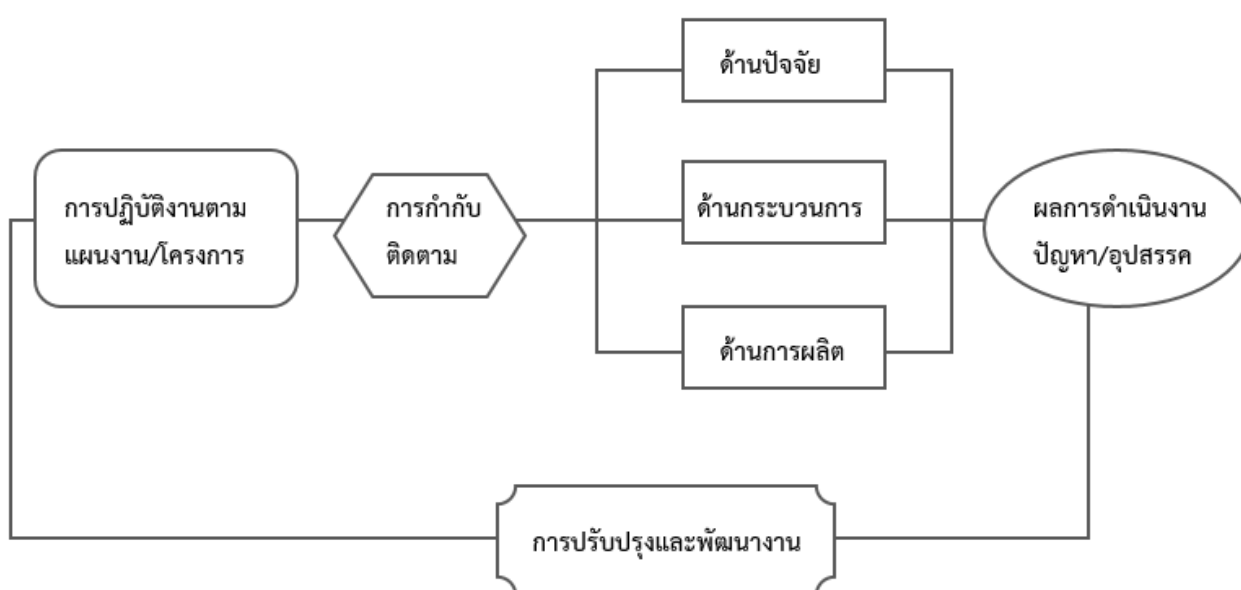 ด้านปัจจัย
การปฏิบัติงานตาม
แผนงาน/โครงการ
การกำกับ
ติดตาม
ด้านกระบวนการ
ผลการดำเนินงาน
ปัญหา/อุปสรรค
ด้านการผลิต
การปรับปรุงและพัฒนางาน